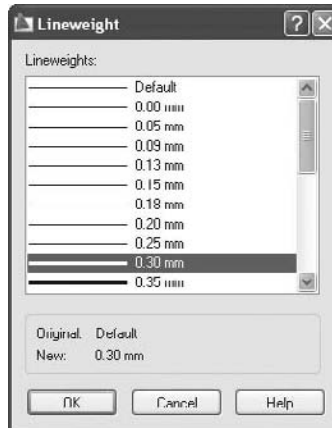 Lineweight
Lineweights:
Default
0.00 mm
0.05 mm
0.09 mm
0.13 mm
0.15 mm
0.18 mm
0.20 mm
0.25 mm
0.30 mm
0.35 mm
Original: Default
New: 0.30 mm
OK Cancel Help